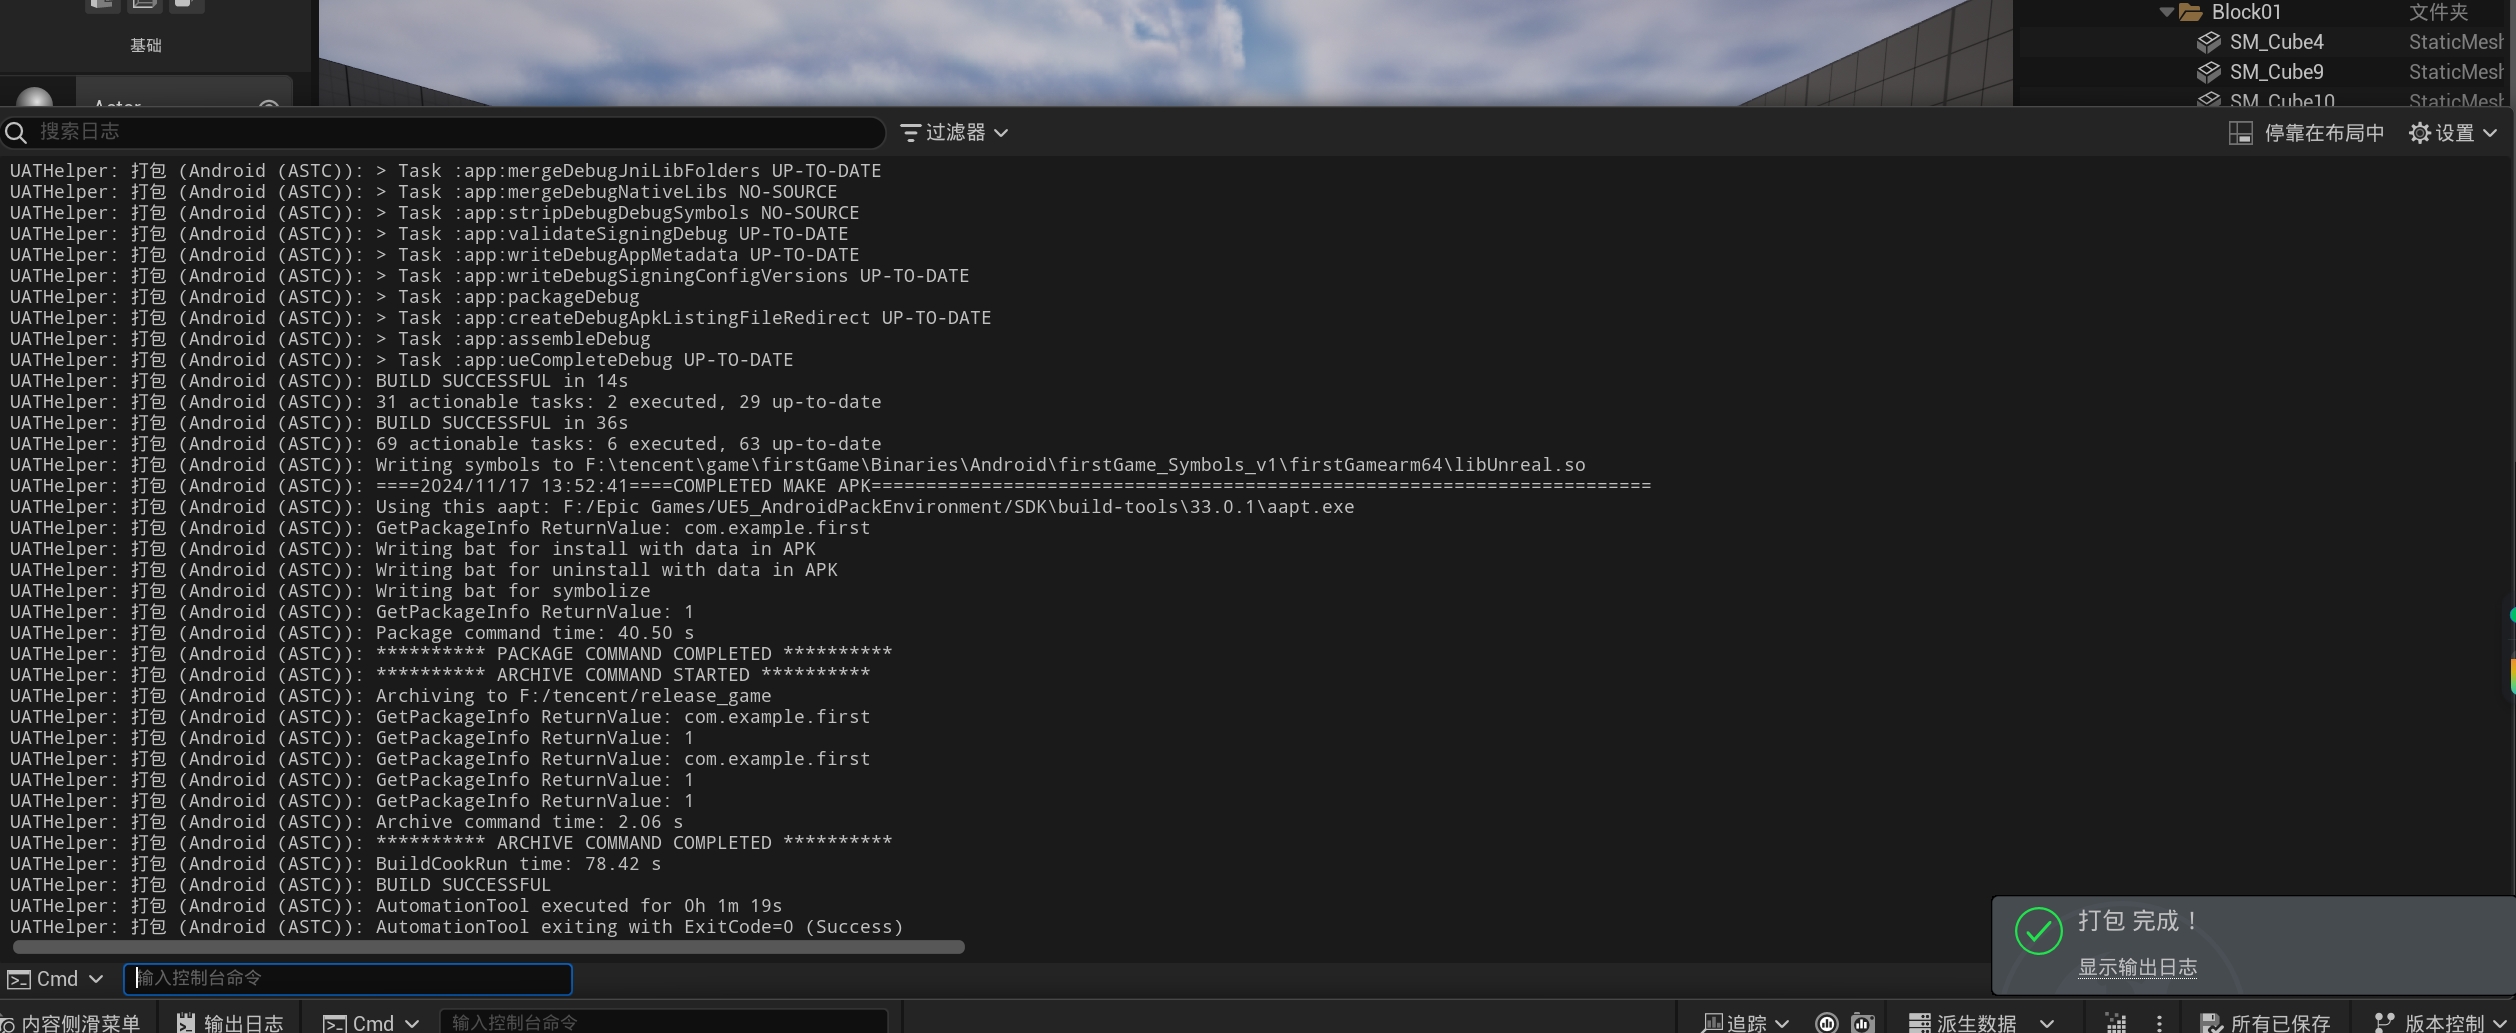 基础
Actor
Block01
文件夹
SM_Cube4
StaticMesh
SM_Cube9
StaticMesh
SM_Cube10
StaticMesh
搜索日志
过滤器
停靠在布局中
设置
UATHelper: 打包 (Android (ASTC)): > Task :app:mergeDebugJniLibFolders UP-TO-DATE
UATHelper: 打包 (Android (ASTC)): > Task :app:mergeDebugNativeLibs NO-SOURCE
UATHelper: 打包 (Android (ASTC)): > Task :app:stripDebugDebugSymbols NO-SOURCE
UATHelper: 打包 (Android (ASTC)): > Task :app:validateSigningDebug UP-TO-DATE
UATHelper: 打包 (Android (ASTC)): > Task :app:writeDebugAppMetadata UP-TO-DATE
UATHelper: 打包 (Android (ASTC)): > Task :app:writeDebugSigningConfigVersions UP-TO-DATE
UATHelper: 打包 (Android (ASTC)): > Task :app:packageDebug
UATHelper: 打包 (Android (ASTC)): > Task :app:createDebugApkListingFileRedirect UP-TO-DATE
UATHelper: 打包 (Android (ASTC)): > Task :app:assembleDebug
UATHelper: 打包 (Android (ASTC)): > Task :app:ueCompleteDebug UP-TO-DATE
UATHelper: 打包 (Android (ASTC)): BUILD SUCCESSFUL in 14s
UATHelper: 打包 (Android (ASTC)): 31 actionable tasks: 2 executed, 29 up-to-date
UATHelper: 打包 (Android (ASTC)): BUILD SUCCESSFUL in 36s
UATHelper: 打包 (Android (ASTC)): 69 actionable tasks: 6 executed, 63 up-to-date
UATHelper: 打包 (Android (ASTC)): Writing symbols to F:\tencent\game\firstGame\Binaries\Android\firstGame_Symbols_v1\firstGamearm64\libUnreal.so
UATHelper: 打包 (Android (ASTC)): ====2024/11/17 13:52:41====COMPLETED MAKE APK=======================================================================
UATHelper: 打包 (Android (ASTC)): Using this aapt: F:/Epic Games/UE5_AndroidPackEnvironment/SDK\build-tools\33.0.1\aapt.exe
UATHelper: 打包 (Android (ASTC)): GetPackageInfo ReturnValue: com.example.first
UATHelper: 打包 (Android (ASTC)): Writing bat for install with data in APK
UATHelper: 打包 (Android (ASTC)): Writing bat for uninstall with data in APK
UATHelper: 打包 (Android (ASTC)): Writing bat for symbolize
UATHelper: 打包 (Android (ASTC)): GetPackageInfo ReturnValue: 1
UATHelper: 打包 (Android (ASTC)): Package command time: 40.50 s
UATHelper: 打包 (Android (ASTC)): ********** PACKAGE COMMAND COMPLETED **********
UATHelper: 打包 (Android (ASTC)): ********** ARCHIVE COMMAND STARTED **********
UATHelper: 打包 (Android (ASTC)): Archiving to F:/tencent/release_game
UATHelper: 打包 (Android (ASTC)): GetPackageInfo ReturnValue: com.example.first
UATHelper: 打包 (Android (ASTC)): GetPackageInfo ReturnValue: 1
UATHelper: 打包 (Android (ASTC)): GetPackageInfo ReturnValue: com.example.first
UATHelper: 打包 (Android (ASTC)): GetPackageInfo ReturnValue: 1
UATHelper: 打包 (Android (ASTC)): GetPackageInfo ReturnValue: 1
UATHelper: 打包 (Android (ASTC)): Archive command time: 2.06 s
UATHelper: 打包 (Android (ASTC)): ********** ARCHIVE COMMAND COMPLETED **********
UATHelper: 打包 (Android (ASTC)): BuildCookRun time: 78.42 s
UATHelper: 打包 (Android (ASTC)): BUILD SUCCESSFUL
UATHelper: 打包 (Android (ASTC)): AutomationTool executed for 0h 1m 19s
UATHelper: 打包 (Android (ASTC)): AutomationTool exiting with ExitCode=0 (Success)
打包 完成！
显示输出日志
Cmd
输入控制台命令
内容侧滑菜单
输出日志
Cmd
输入控制台命令
追踪
派生数据
所有已保存
版本控制